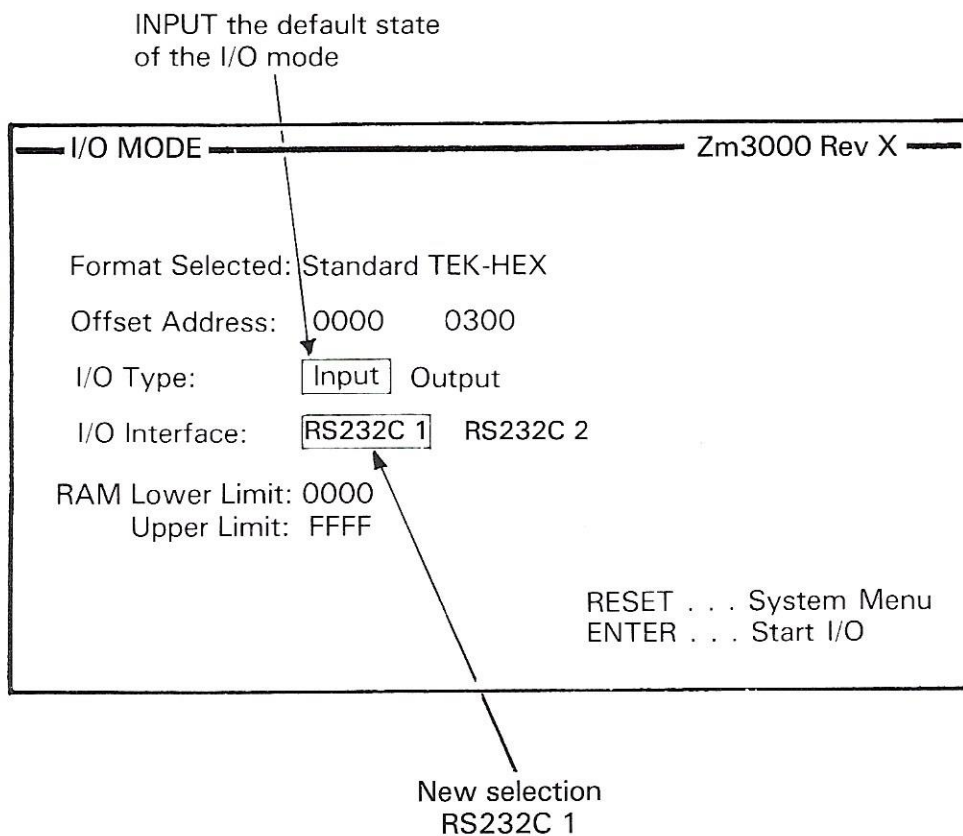 INPUT the default state
of the I/O mode
I/O MODE Zm3000 Rev X
Format Selected: Standard TEK-HEX
Offset Address: 0000 0300
I/O Type: Input Output
I/O Interface: RS232C 1 RS232C 2
RAM Lower Limit: 0000
Upper Limit: FFFF
RESET . . . System Menu
ENTER . . . Start I/O
New selection
RS232C 1